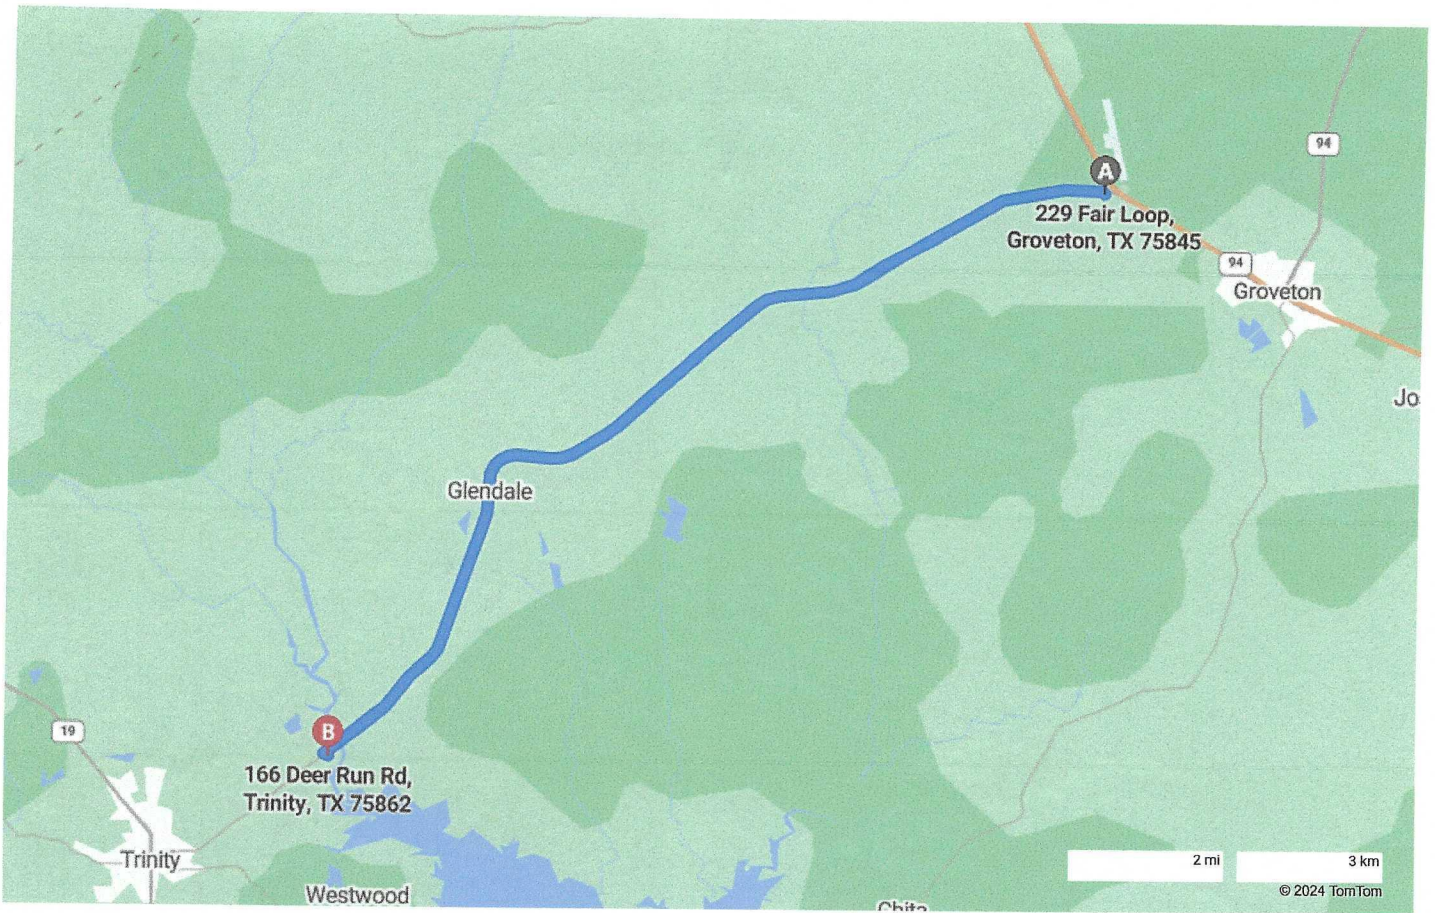 94
A
229 Fair Loop,
Groveton, TX 75845
94
Groveton
Jo
Glendale
19
B
166 Deer Run Rd,
Trinity, TX 75862
Trinity
Westwood
Chita
2 mi
3 km
© 2024 TomTom